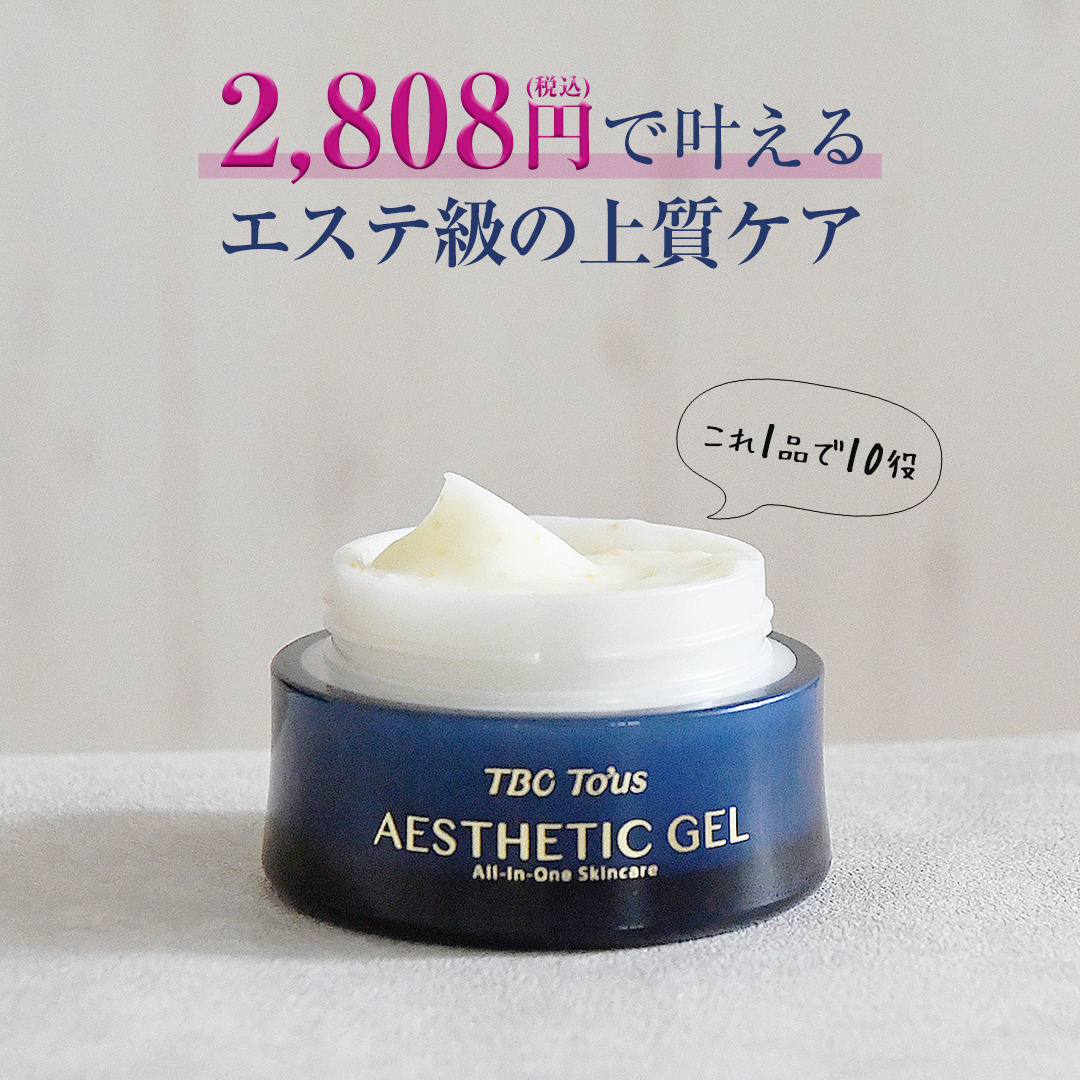 2,808円(税込)で叶える
エステ級の上質ケア
これ1品で10役
TBC To'us
AESTHETIC GEL
All-In-One Skincare